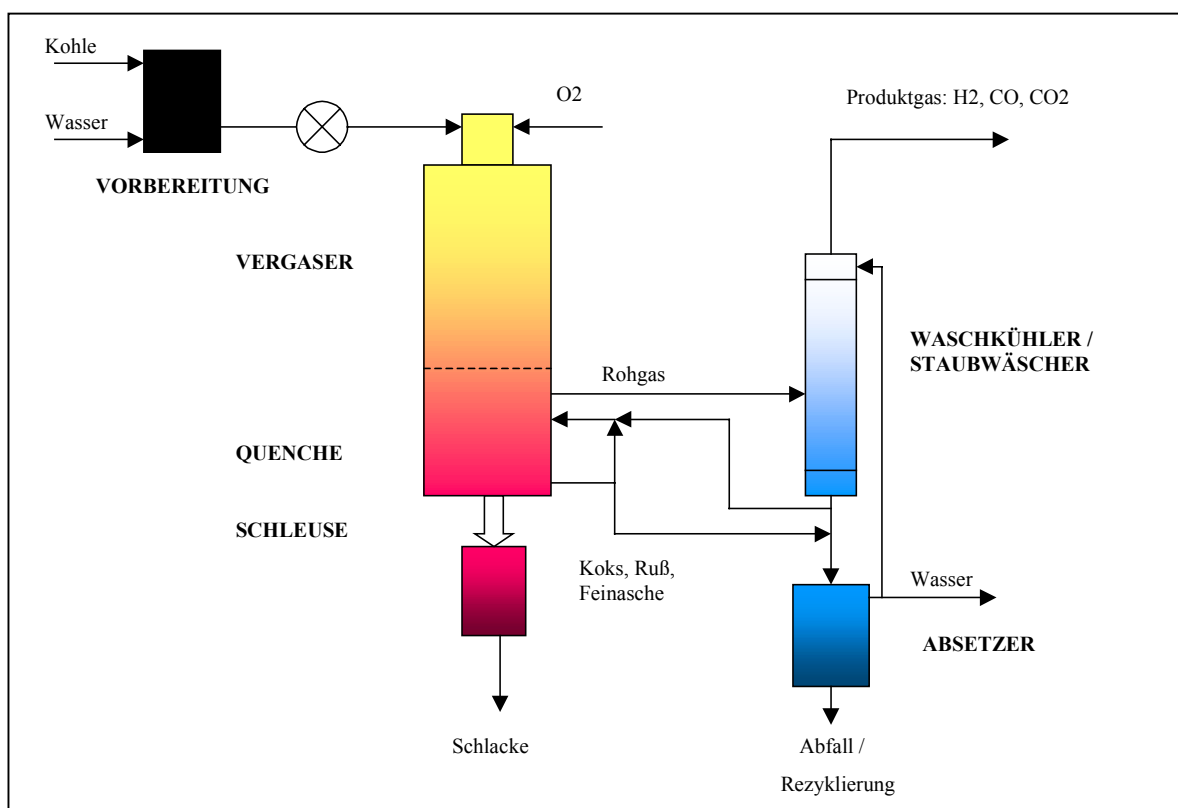 Kohle
O2
Produktgas: H2, CO, CO2
Wasser
VORBEREITUNG
VERGASER
WASCHKÜHLER /
STAUBWÄSCHER
Rohgas
QUENCHE
SCHLEUSE
Koks, Ruß,
Feinasche
Wasser
ABSETZER
Schlacke
Abfall /
Rezyklierung